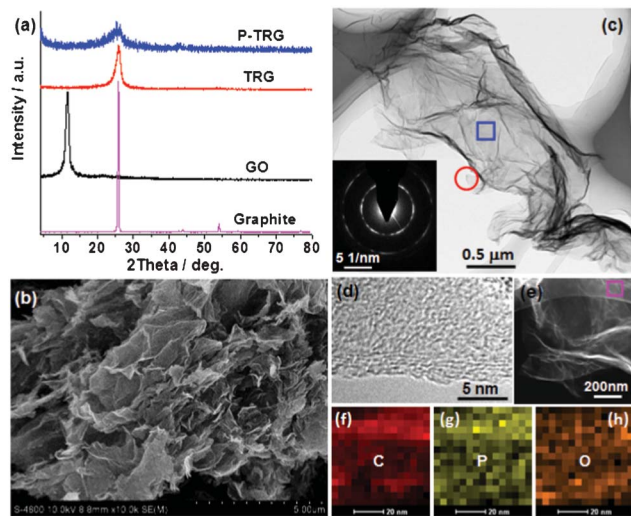 (a)
P-TRG
TRG
GO
Graphite
Intensity / a.u.
10 20 30 40 50 60 70 80
2Theta / deg.
(b)
S-4800 10.0kV 8.8mm x10.0k SE(M) 5.00um
(c)
5 1/nm
0.5 μm
(d)
5 nm
(e)
200nm
(f)
C
20 nm
(g)
P
20 nm
(h)
O
20 nm